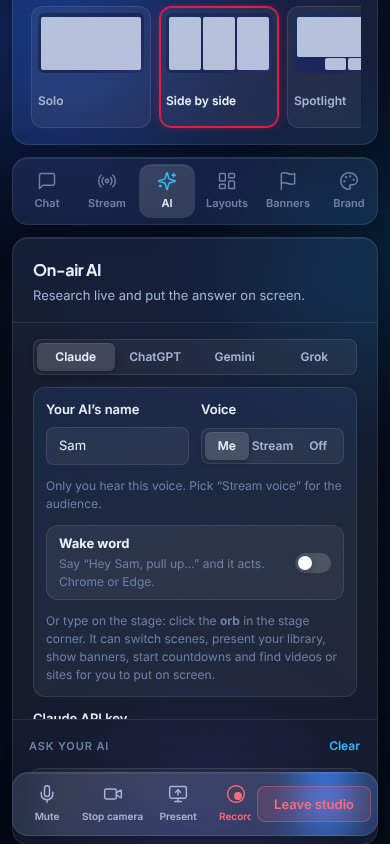 Solo
Side by side
Spotlight
Chat
Stream
AI
Layouts
Banners
Brand
On-air AI
Research live and put the answer on screen.
Claude
ChatGPT
Gemini
Grok
Your AI's name
Voice
Sam
Me
Stream
Off
Only you hear this voice. Pick “Stream voice” for the
audience.
Wake word
Say “Hey Sam, pull up…” and it acts.
Chrome or Edge.
Or type on the stage: click the orb in the stage
corner. It can switch scenes, present your library,
show banners, start countdowns and find videos or
sites for you to put on screen.
Claude API key
ASK YOUR AI
Clear
Mute
Stop camera
Present
Record
Leave studio